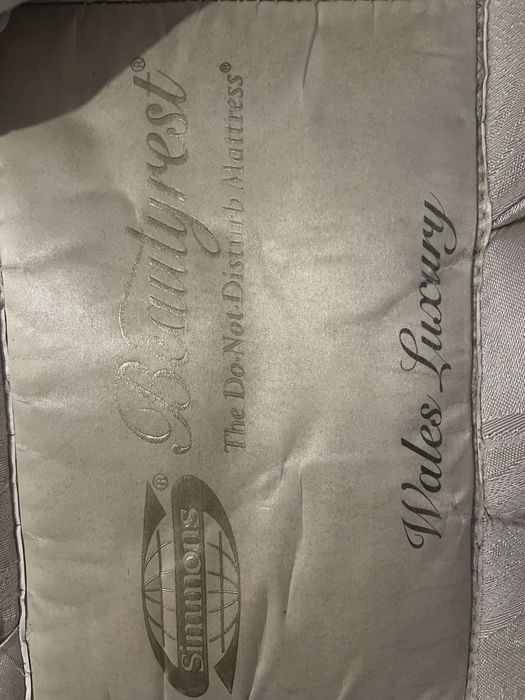 Simmons®
Beautyrest®
The Do-Not-Disturb Mattress®
Wales Luxury